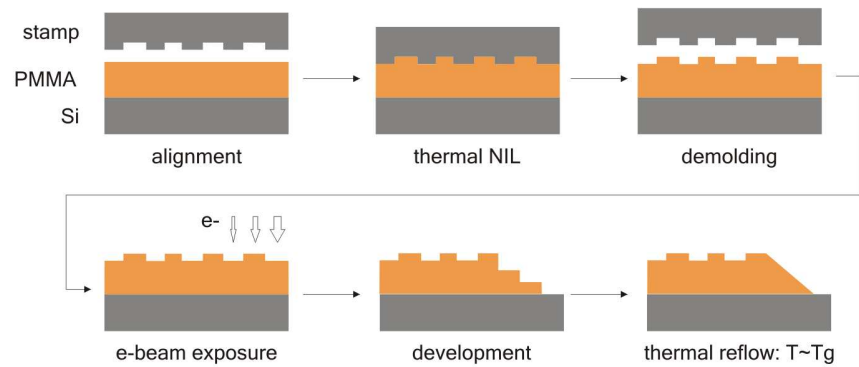 stamp
PMMA
Si
alignment
thermal NIL
demolding
e-
e-beam exposure
development
thermal reflow: T~Tg